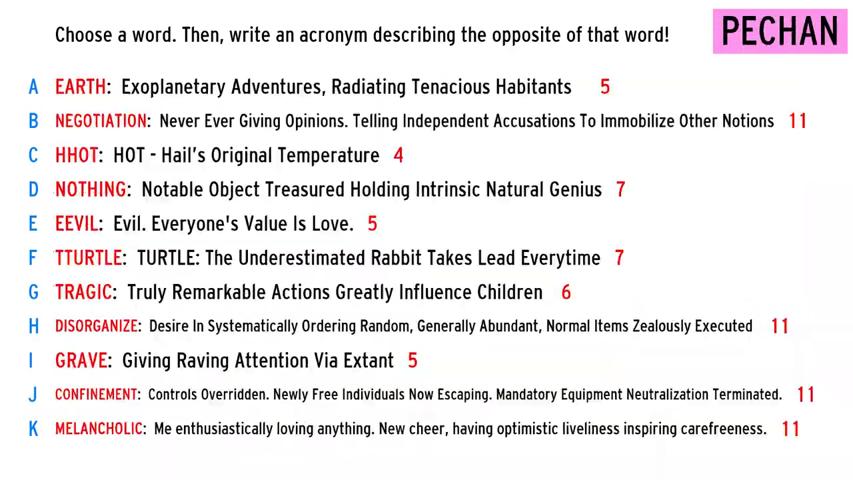 Choose a word. Then, write an acronym describing the opposite of that word!
PECHAN
A EARTH: Exoplanetary Adventures, Radiating Tenacious Habitants 5
B NEGOTIATION: Never Ever Giving Opinions. Telling Independent Accusations To Immobilize Other Notions 11
C HHOT: HOT - Hail's Original Temperature 4
D NOTHING: Notable Object Treasured Holding Intrinsic Natural Genius 7
E EEVIL: Evil. Everyone's Value Is Love. 5
F TTURTLE: TURTLE: The Underestimated Rabbit Takes Lead Everytime 7
G TRAGIC: Truly Remarkable Actions Greatly Influence Children 6
H DISORGANIZE: Desire In Systematically Ordering Random, Generally Abundant, Normal Items Zealously Executed 11
I GRAVE: Giving Raving Attention Via Extant 5
J CONFINEMENT: Controls Overridden. Newly Free Individuals Now Escaping. Mandatory Equipment Neutralization Terminated. 11
K MELANCHOLIC: Me enthusiastically loving anything. New cheer, having optimistic liveliness inspiring carefreeness. 11